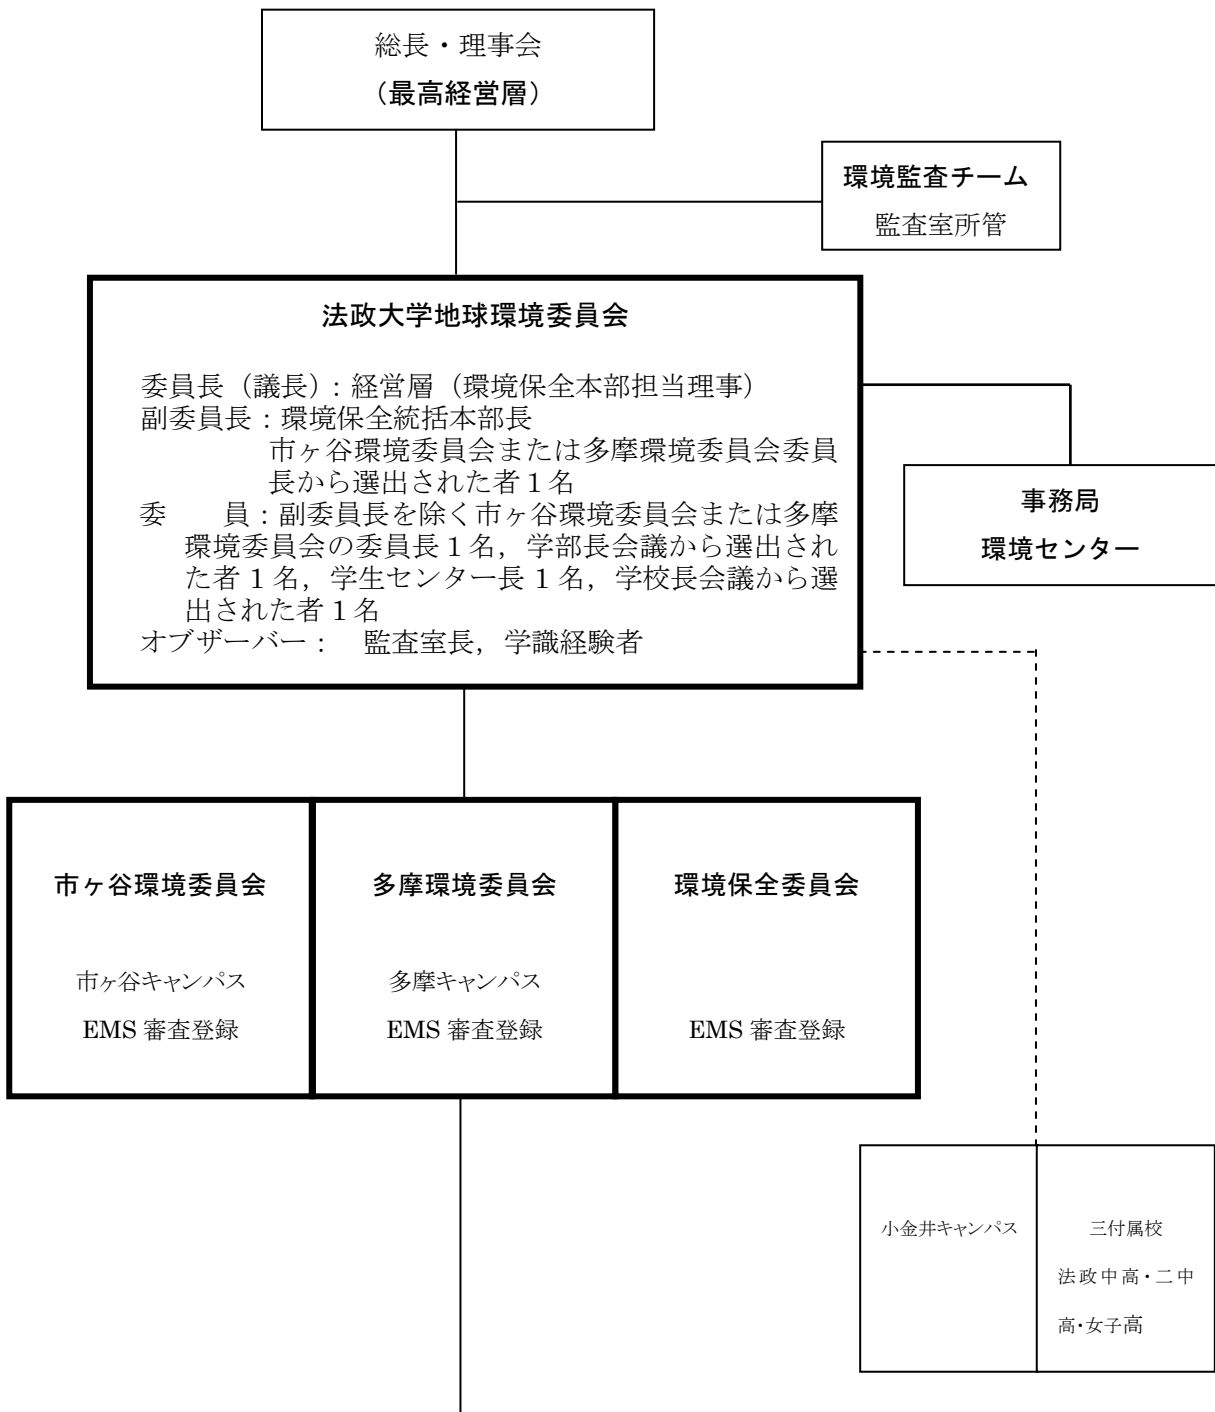 総長・理事会
（最高経営層）
環境監査チーム
監査室所管
法政大学地球環境委員会
委員長（議長）：経営層（環境保全本部担当理事）
副委員長：環境保全統括本部長
市ヶ谷環境委員会または多摩環境委員会委員
長から選出された者１名
委　　員：副委員長を除く市ヶ谷環境委員会または多摩
環境委員会の委員長１名，学部長会議から選出され
た者１名，学生センター長１名，学校長会議から選
出された者１名
オブザーバー：　監査室長，学識経験者
事務局
環境センター
市ヶ谷環境委員会
市ヶ谷キャンパス
EMS 審査登録
多摩環境委員会
多摩キャンパス
EMS 審査登録
環境保全委員会
EMS 審査登録
小金井キャンパス
三付属校
法政中高・二中
高・女子高